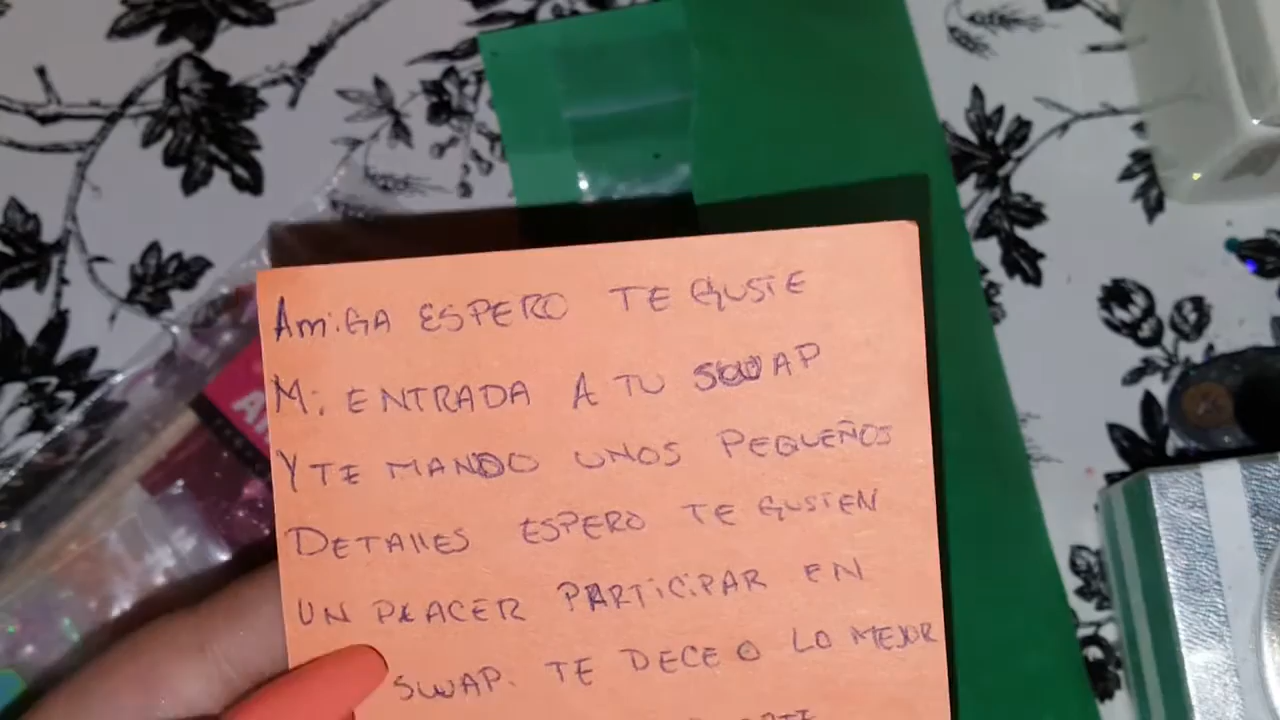 AMiGA ESPERO TE GUSTE
Mi ENTRADA A TU SWAP
Y TE MANDO UNOS PEQUEÑOS
DETALLES ESPERO TE GUSTEN
UN PLACER PARTiCiPAR EN
SWAP. TE DECEO LO MEJOR